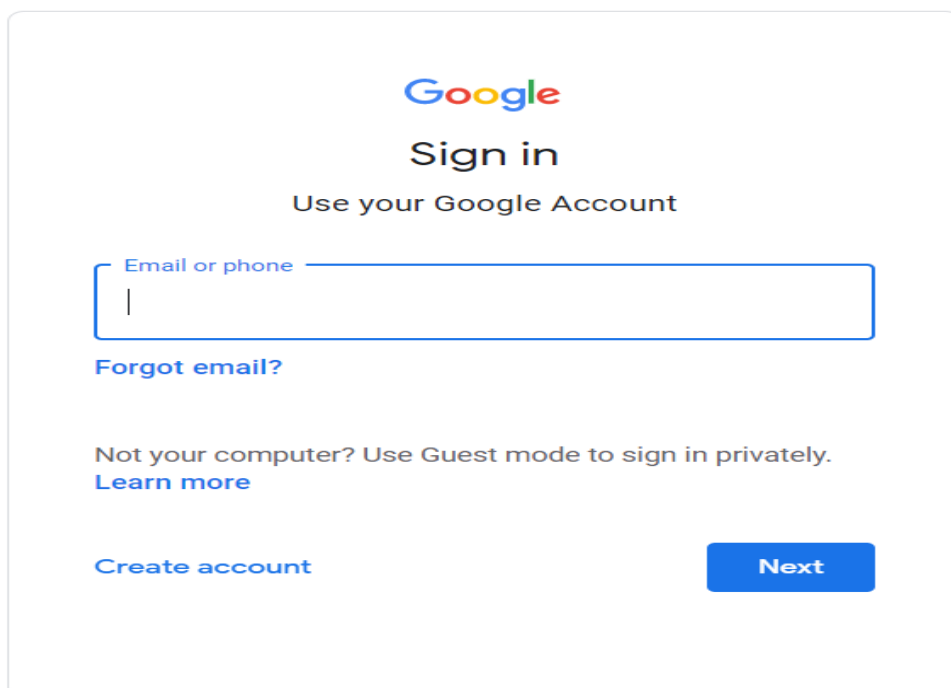 Google
Sign in
Use your Google Account
Email or phone
Forgot email?
Not your computer? Use Guest mode to sign in privately.
Learn more
Create account
Next